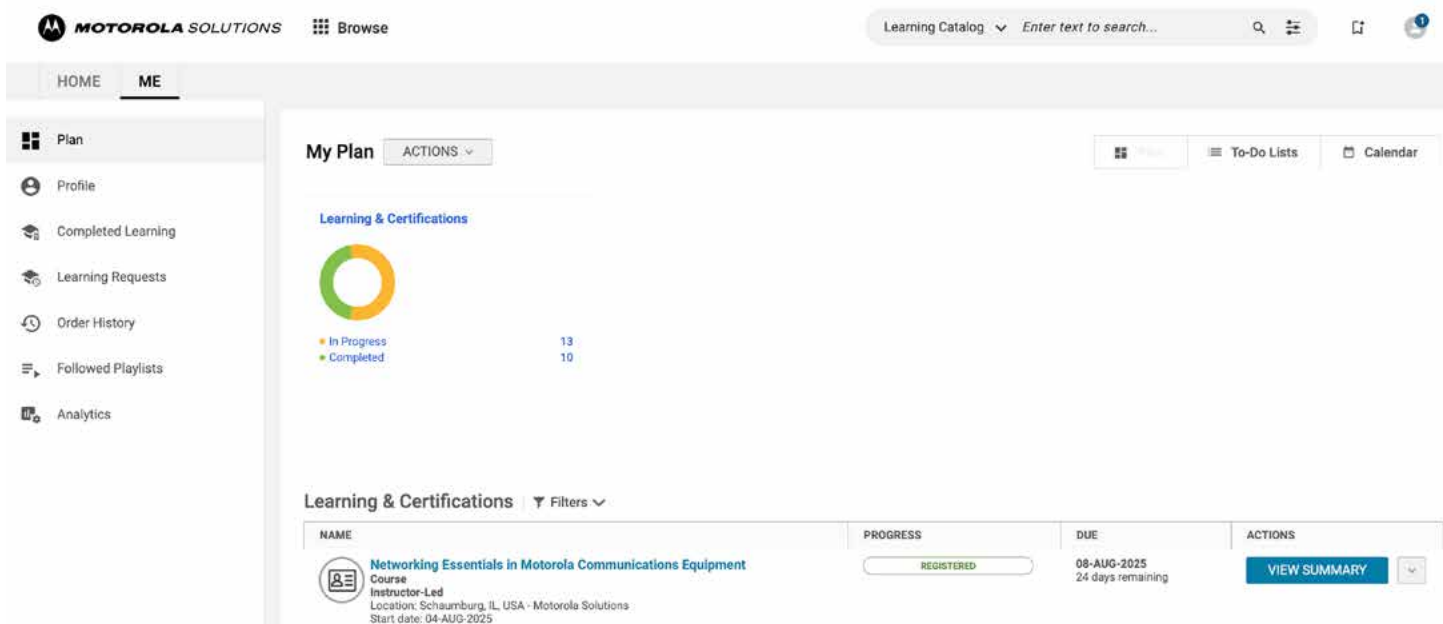 MOTOROLA SOLUTIONS
Browse
Learning Catalog
Enter text to search...
1
HOME
ME
Plan
Profile
Completed Learning
Learning Requests
Order History
Followed Playlists
Analytics
My Plan
ACTIONS
To-Do Lists
Calendar
Learning & Certifications
In Progress 13
Completed 10
Learning & Certifications
Filters
NAME PROGRESS DUE ACTIONS
Networking Essentials in Motorola Communications Equipment
Course
Instructor-Led
Location: Schaumburg, IL, USA - Motorola Solutions
Start date: 04-AUG-2025
REGISTERED
08-AUG-2025
24 days remaining
VIEW SUMMARY